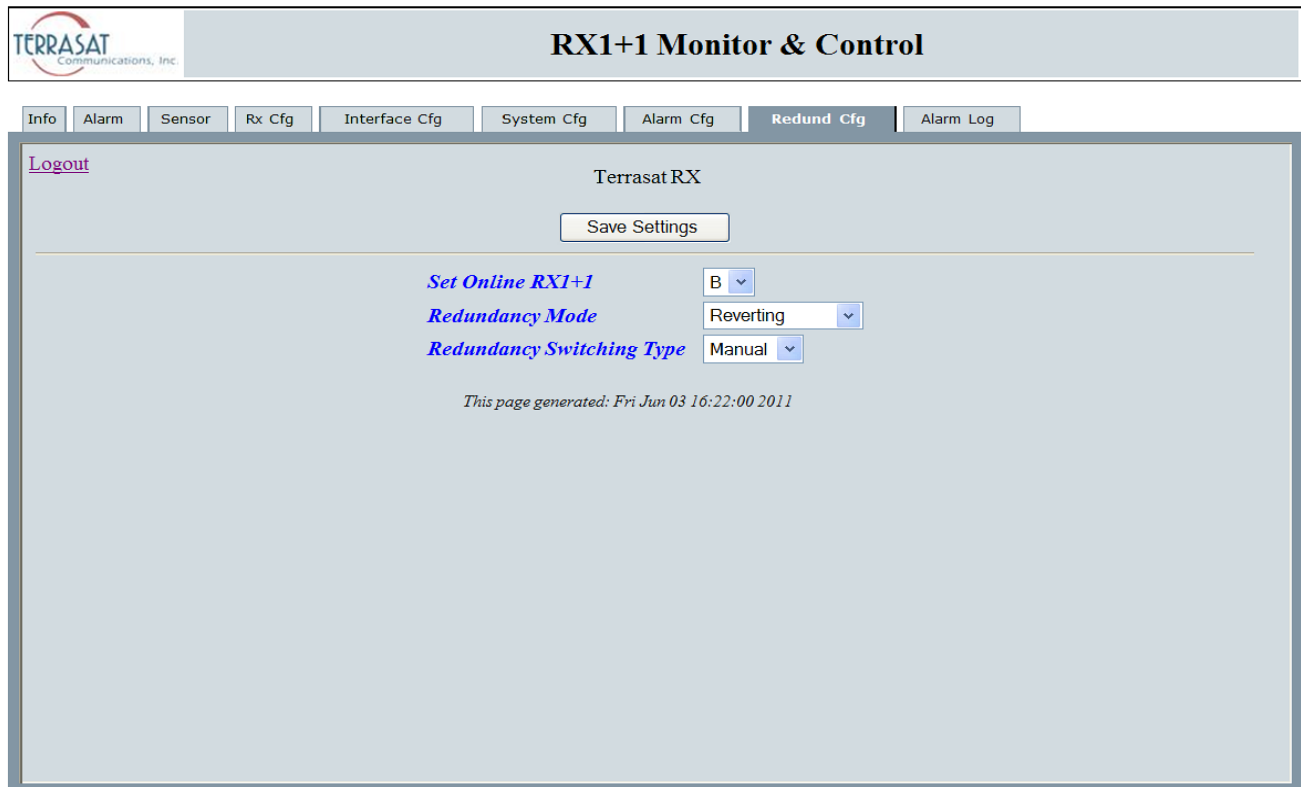 TERRASAT
Communications, Inc.
RX1+1 Monitor & Control
Info Alarm Sensor Rx Cfg Interface Cfg System Cfg Alarm Cfg Redund Cfg Alarm Log
Logout
Terrasat RX
Save Settings
Set Online RX1+1 B
Redundancy Mode Reverting
Redundancy Switching Type Manual
This page generated: Fri Jun 03 16:22:00 2011